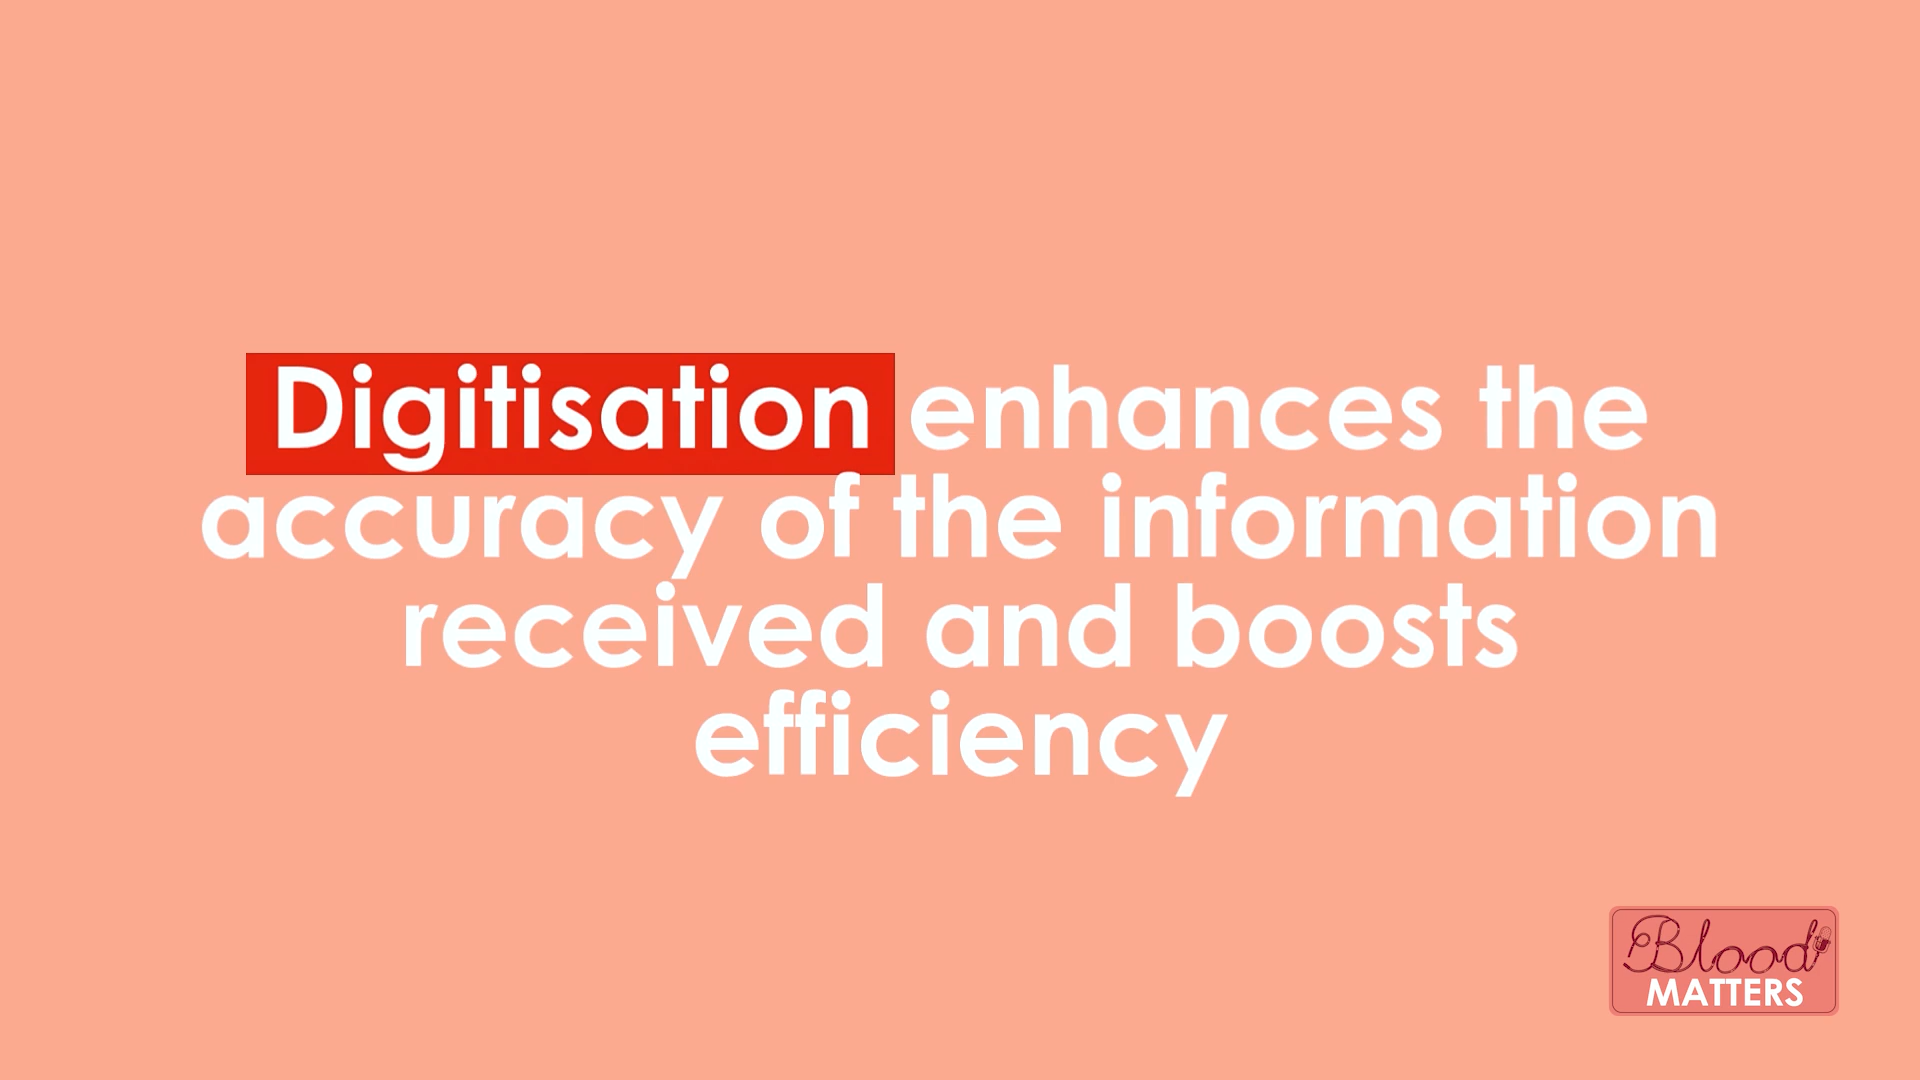 Digitisation enhances the
accuracy of the information
received and boosts
efficiency
Blood
MATTERS